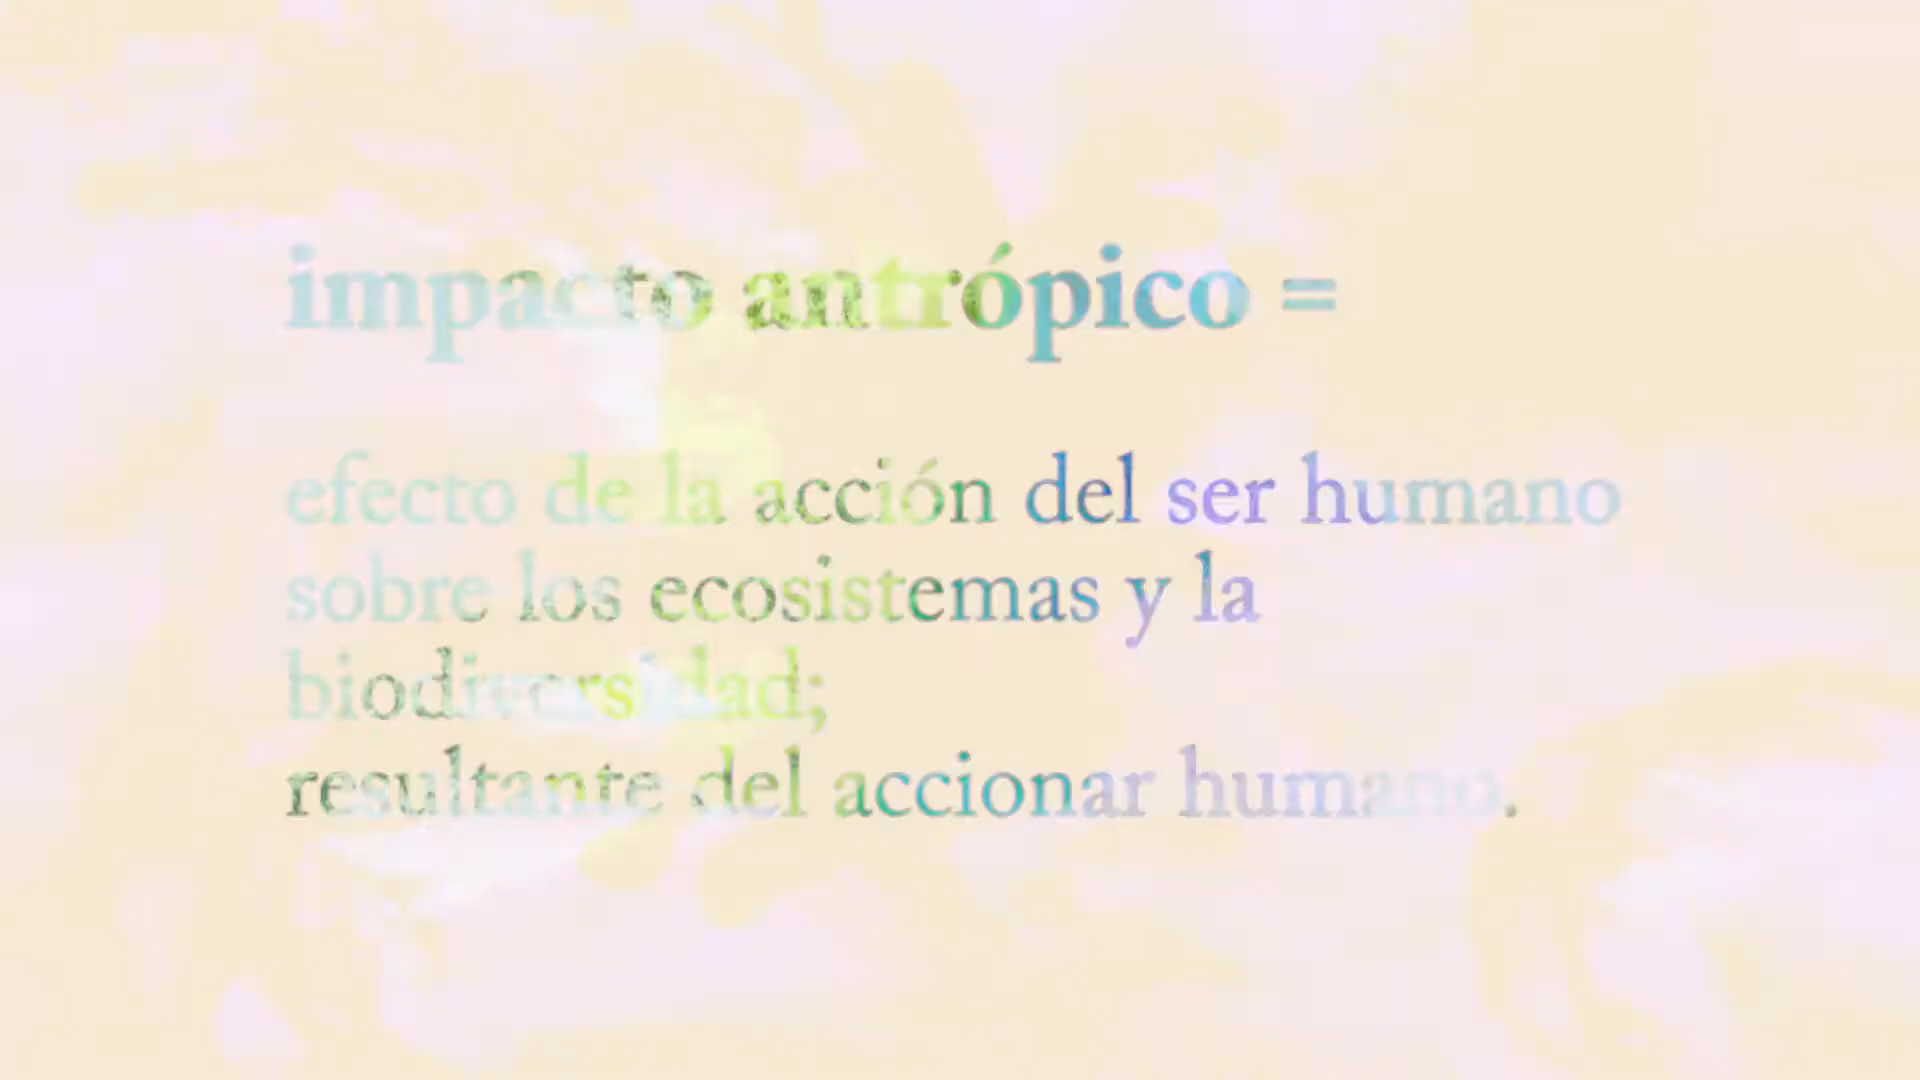 impacto antrópico =
efecto de la acción del ser humano
sobre los ecosistemas y la
biodiversidad;
resultante del accionar humano.